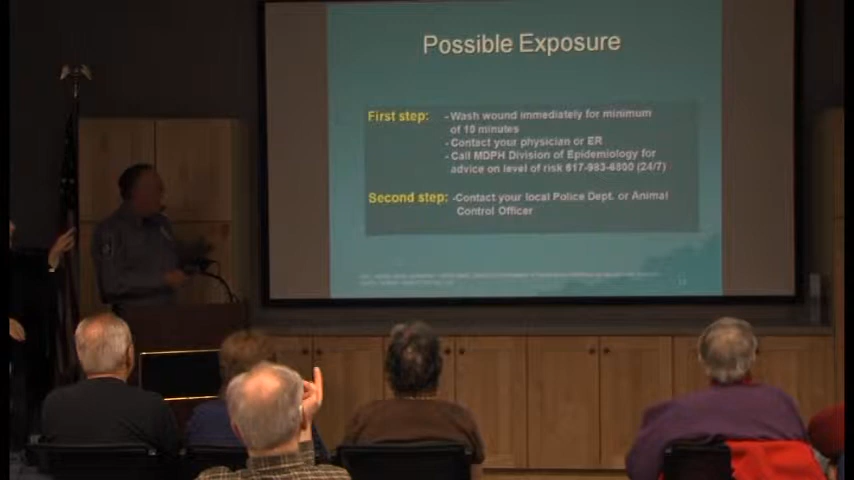 Possible Exposure
First step: - Wash wound immediately for minimum
of 10 minutes
- Contact your physician or ER
- Call MDPH Division of Epidemiology for
advice on level of risk 617-983-6800 (24/7)
Second step: -Contact your local Police Dept. or Animal
Control Officer